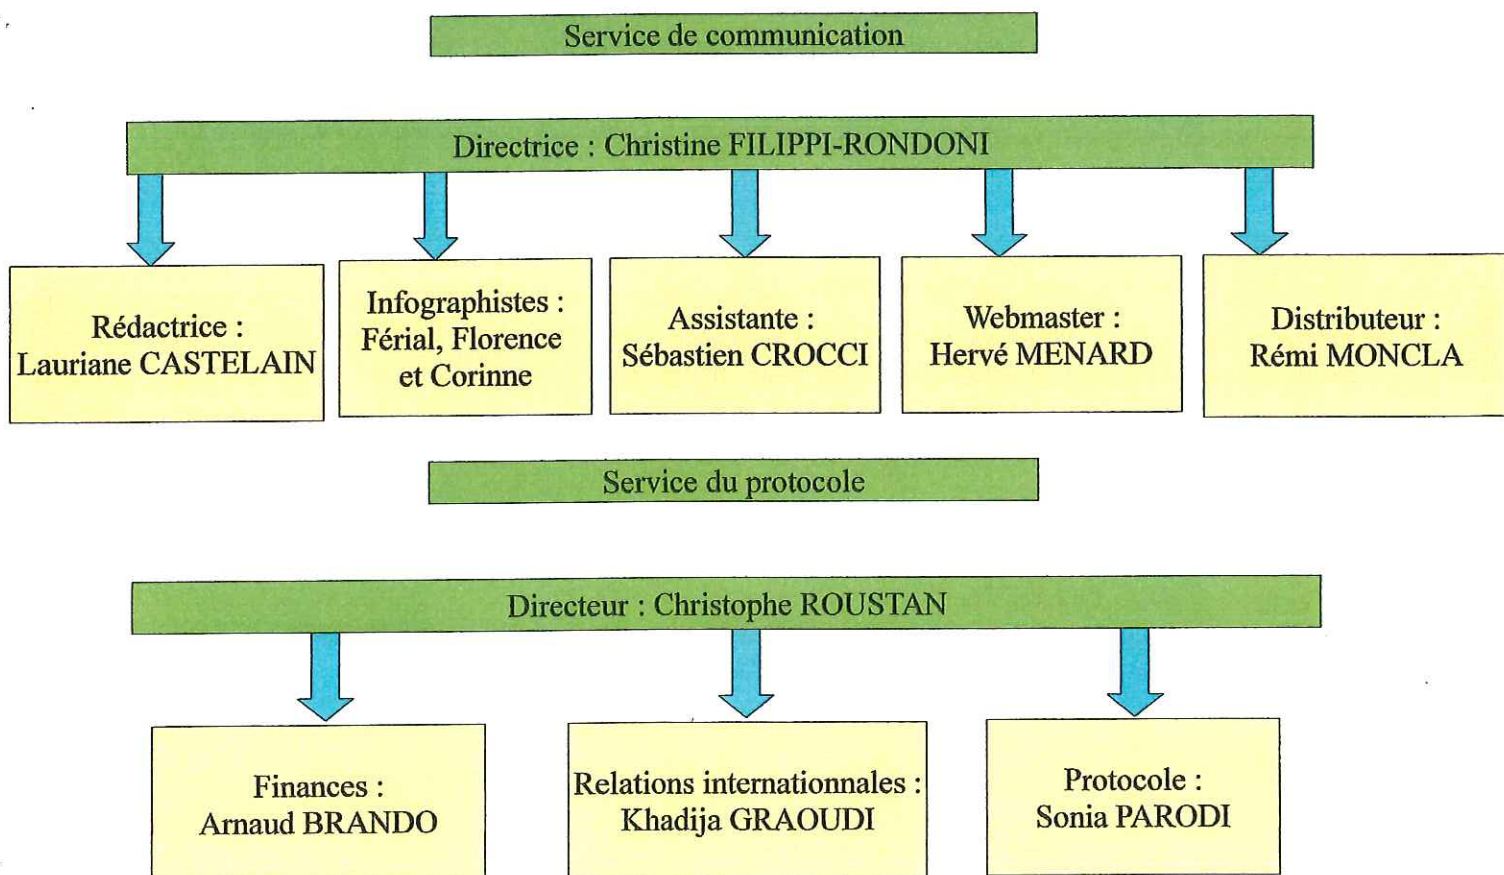 Service de communication
Directrice : Christine FILIPPI-RONDONI
Rédactrice :
Lauriane CASTELAIN
Infographistes :
Férial, Florence
et Corinne
Assistante :
Sébastien CROCCI
Webmaster :
Hervé MENARD
Distributeur :
Rémi MONCLA
Service du protocole
Directeur : Christophe ROUSTAN
Finances :
Arnaud BRANDO
Relations internationnales :
Khadija GRAOUDI
Protocole :
Sonia PARODI